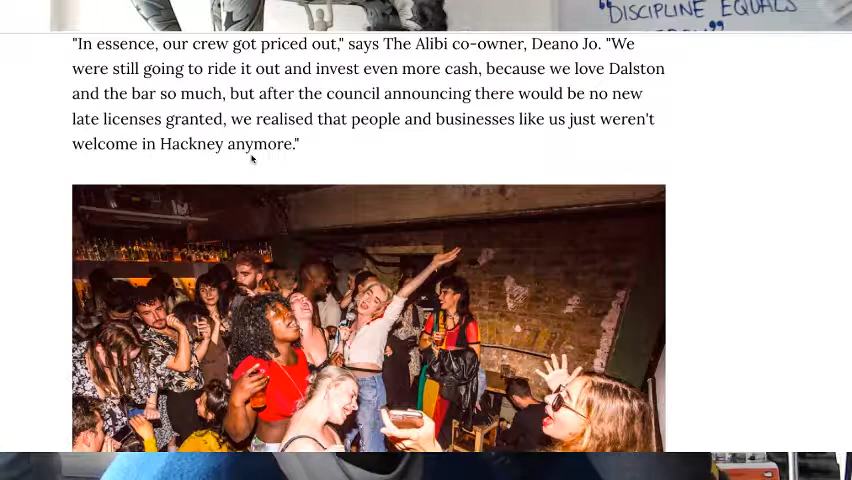 "DISCIPLINE EQUALS
"In essence, our crew got priced out," says The Alibi co-owner, Deano Jo. "We
were still going to ride it out and invest even more cash, because we love Dalston
and the bar so much, but after the council announcing there would be no new
late licenses granted, we realised that people and businesses like us just weren't
welcome in Hackney anymore."